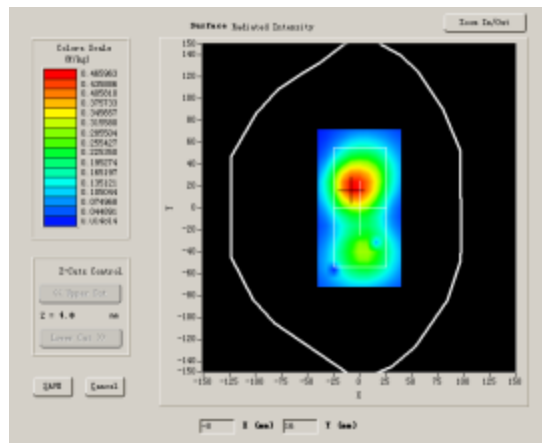 Surface Radiated Intensity
Zoom In/Out
Colors Scale
(W/kg)
0.465963
0.435886
0.405810
0.375733
0.345657
0.315580
0.285504
0.255427
0.225350
0.195274
0.165197
0.135121
0.105044
0.074968
0.044891
0.014814
Z-Cuts Control
<< Upper Cut
Z = 4.0 mm
Lower Cut >>
SAVE
Cancel
150
140
120
100
80
60
40
20
0
-20
-40
-60
-80
-100
-120
-140
-150
Y
-150 -125 -100 -75 -50 -25 0 25 50 75 100 125 150
X
-8 X (mm) 16 Y (mm)